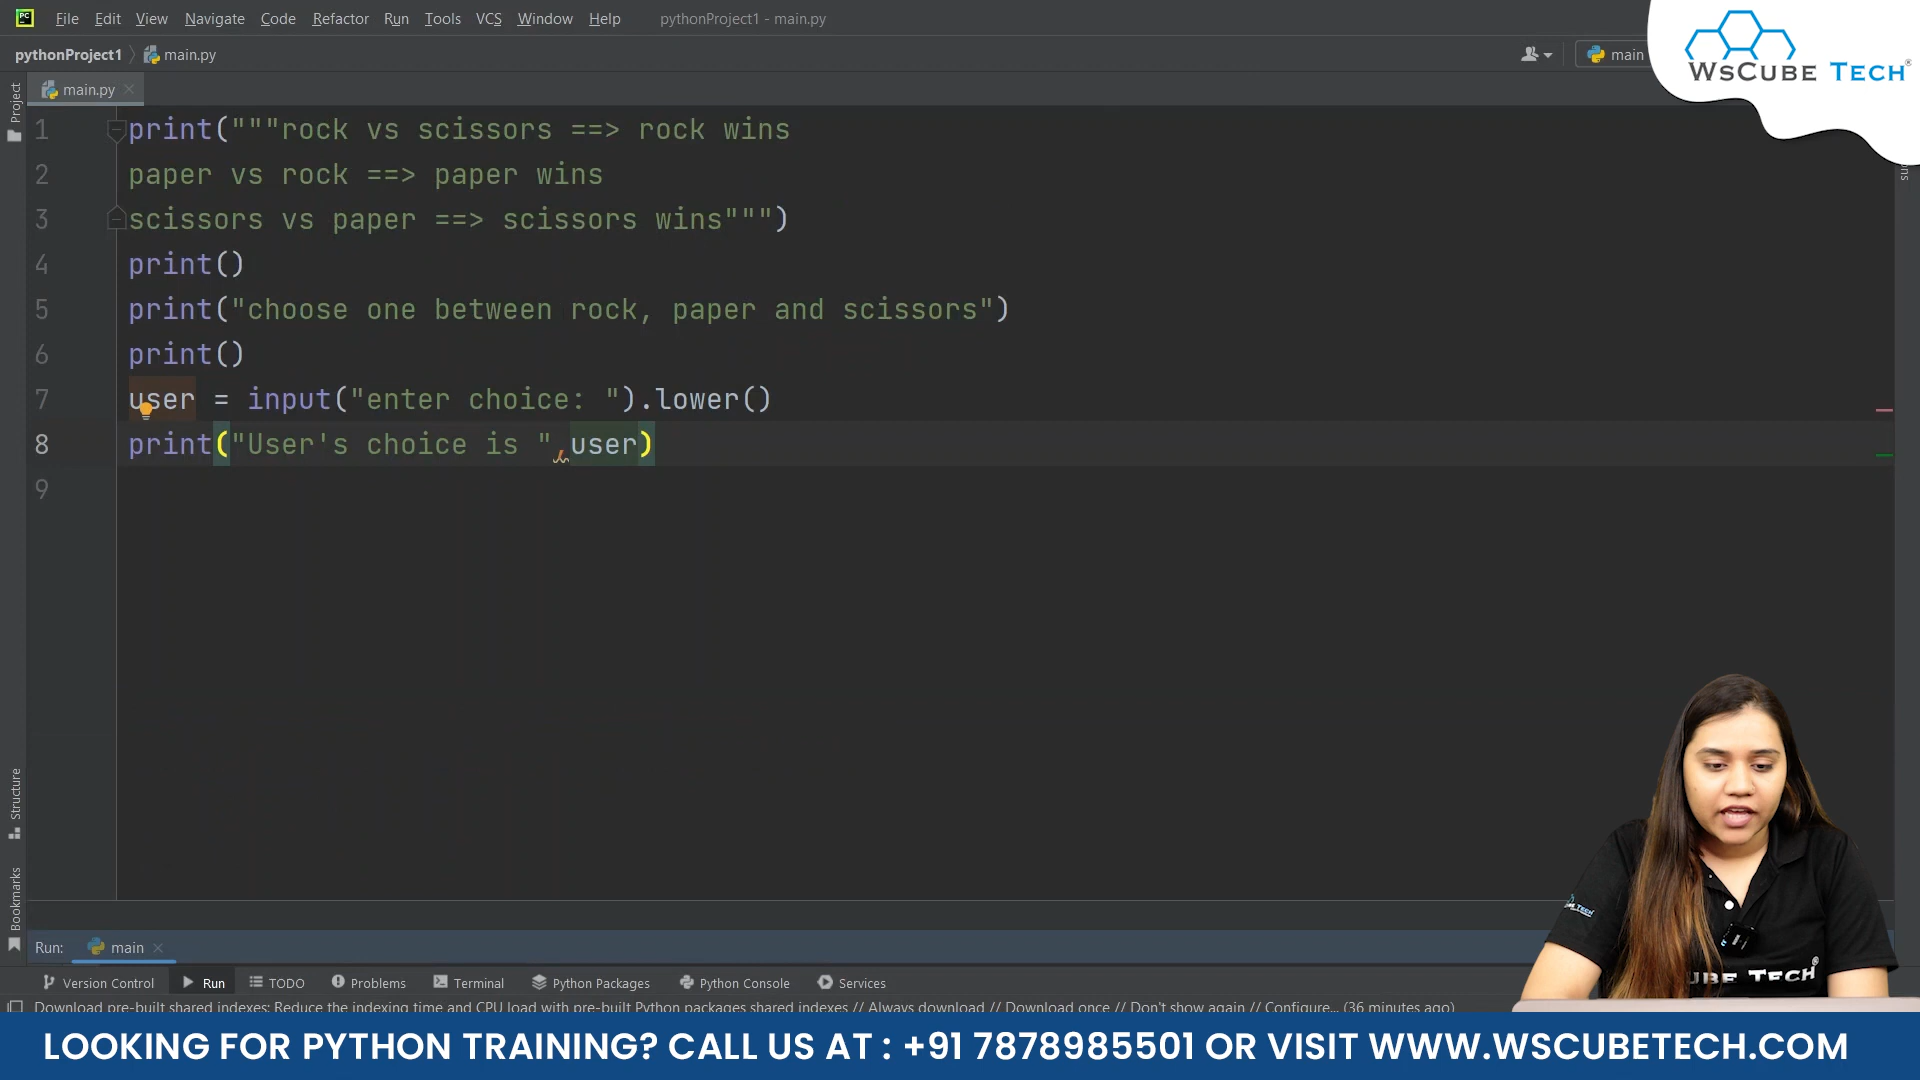 File Edit View Navigate Code Refactor Run Tools VCS Window Help pythonProject1 - main.py
pythonProject1 main.py
main
WsCube Tech
Project
main.py
1 print("""rock vs scissors ==> rock wins
2 paper vs rock ==> paper wins
3 scissors vs paper ==> scissors wins""")
4 print()
5 print("choose one between rock, paper and scissors")
6 print()
7 user = input("enter choice: ").lower()
8 print("User's choice is ",user)
9
Structure
Bookmarks
Run: main
Version Control Run TODO Problems Terminal Python Packages Python Console Services
Download pre-built shared indexes: Reduce the indexing time and CPU load with pre-built Python packages shared indexes // Always download // Download once // Don't show again // Configure... (36 minutes ago)
UBE TECH
LOOKING FOR PYTHON TRAINING? CALL US AT : +91 7878985501 OR VISIT WWW.WSCUBETECH.COM